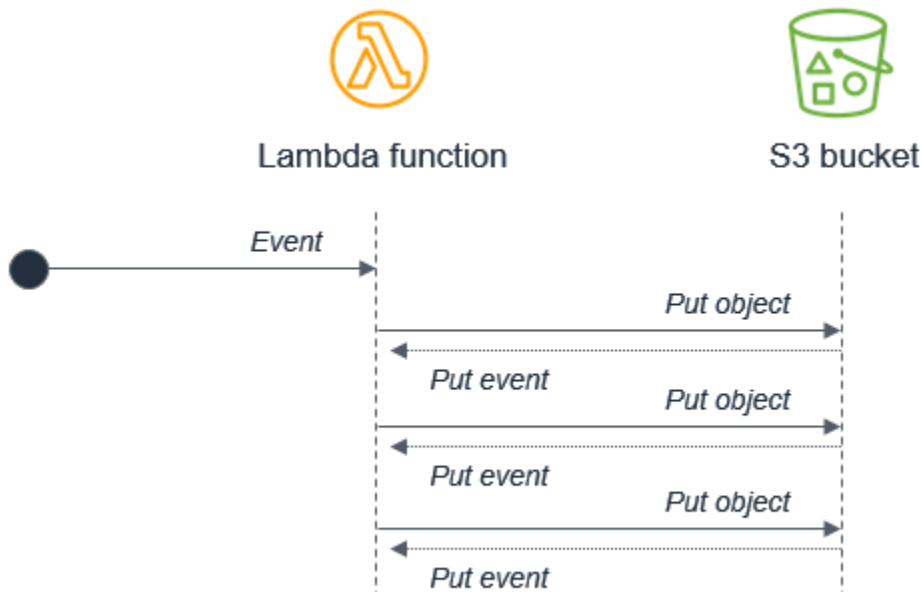 Lambda function
S3 bucket
Event
Put object
Put event
Put object
Put event
Put object
Put event